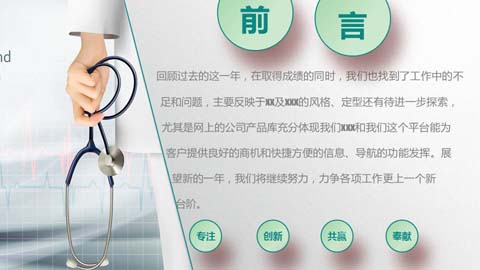 nd
前
言
回顾过去的这一年，在取得成绩的同时，我们也找到了工作中的不
足和问题，主要反映于xx及xxx的风格、定型还有待进一步探索，
尤其是网上的公司产品库充分体现我们xxx和我们这个平台能为
客户提供良好的商机和快捷方便的信息、导航的功能发挥。展
望新的一年，我们将继续努力，力争各项工作更上一个新
台阶。
专注
创新
共赢
奉献